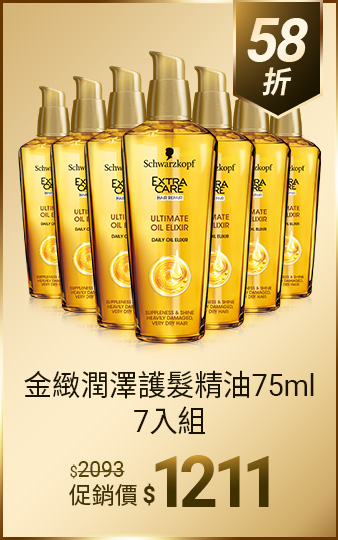 58
折
Schwarzkopf
EXTRA
CARE
HAIR REPAIR
ULTIMATE
OIL ELIXIR
DAILY OIL ELIXIR
SUPPLENESS & SHINE
HEAVILY DAMAGED,
VERY DRY HAIR
金緻潤澤護髮精油75ml
7入組
$2093
促銷價$1211